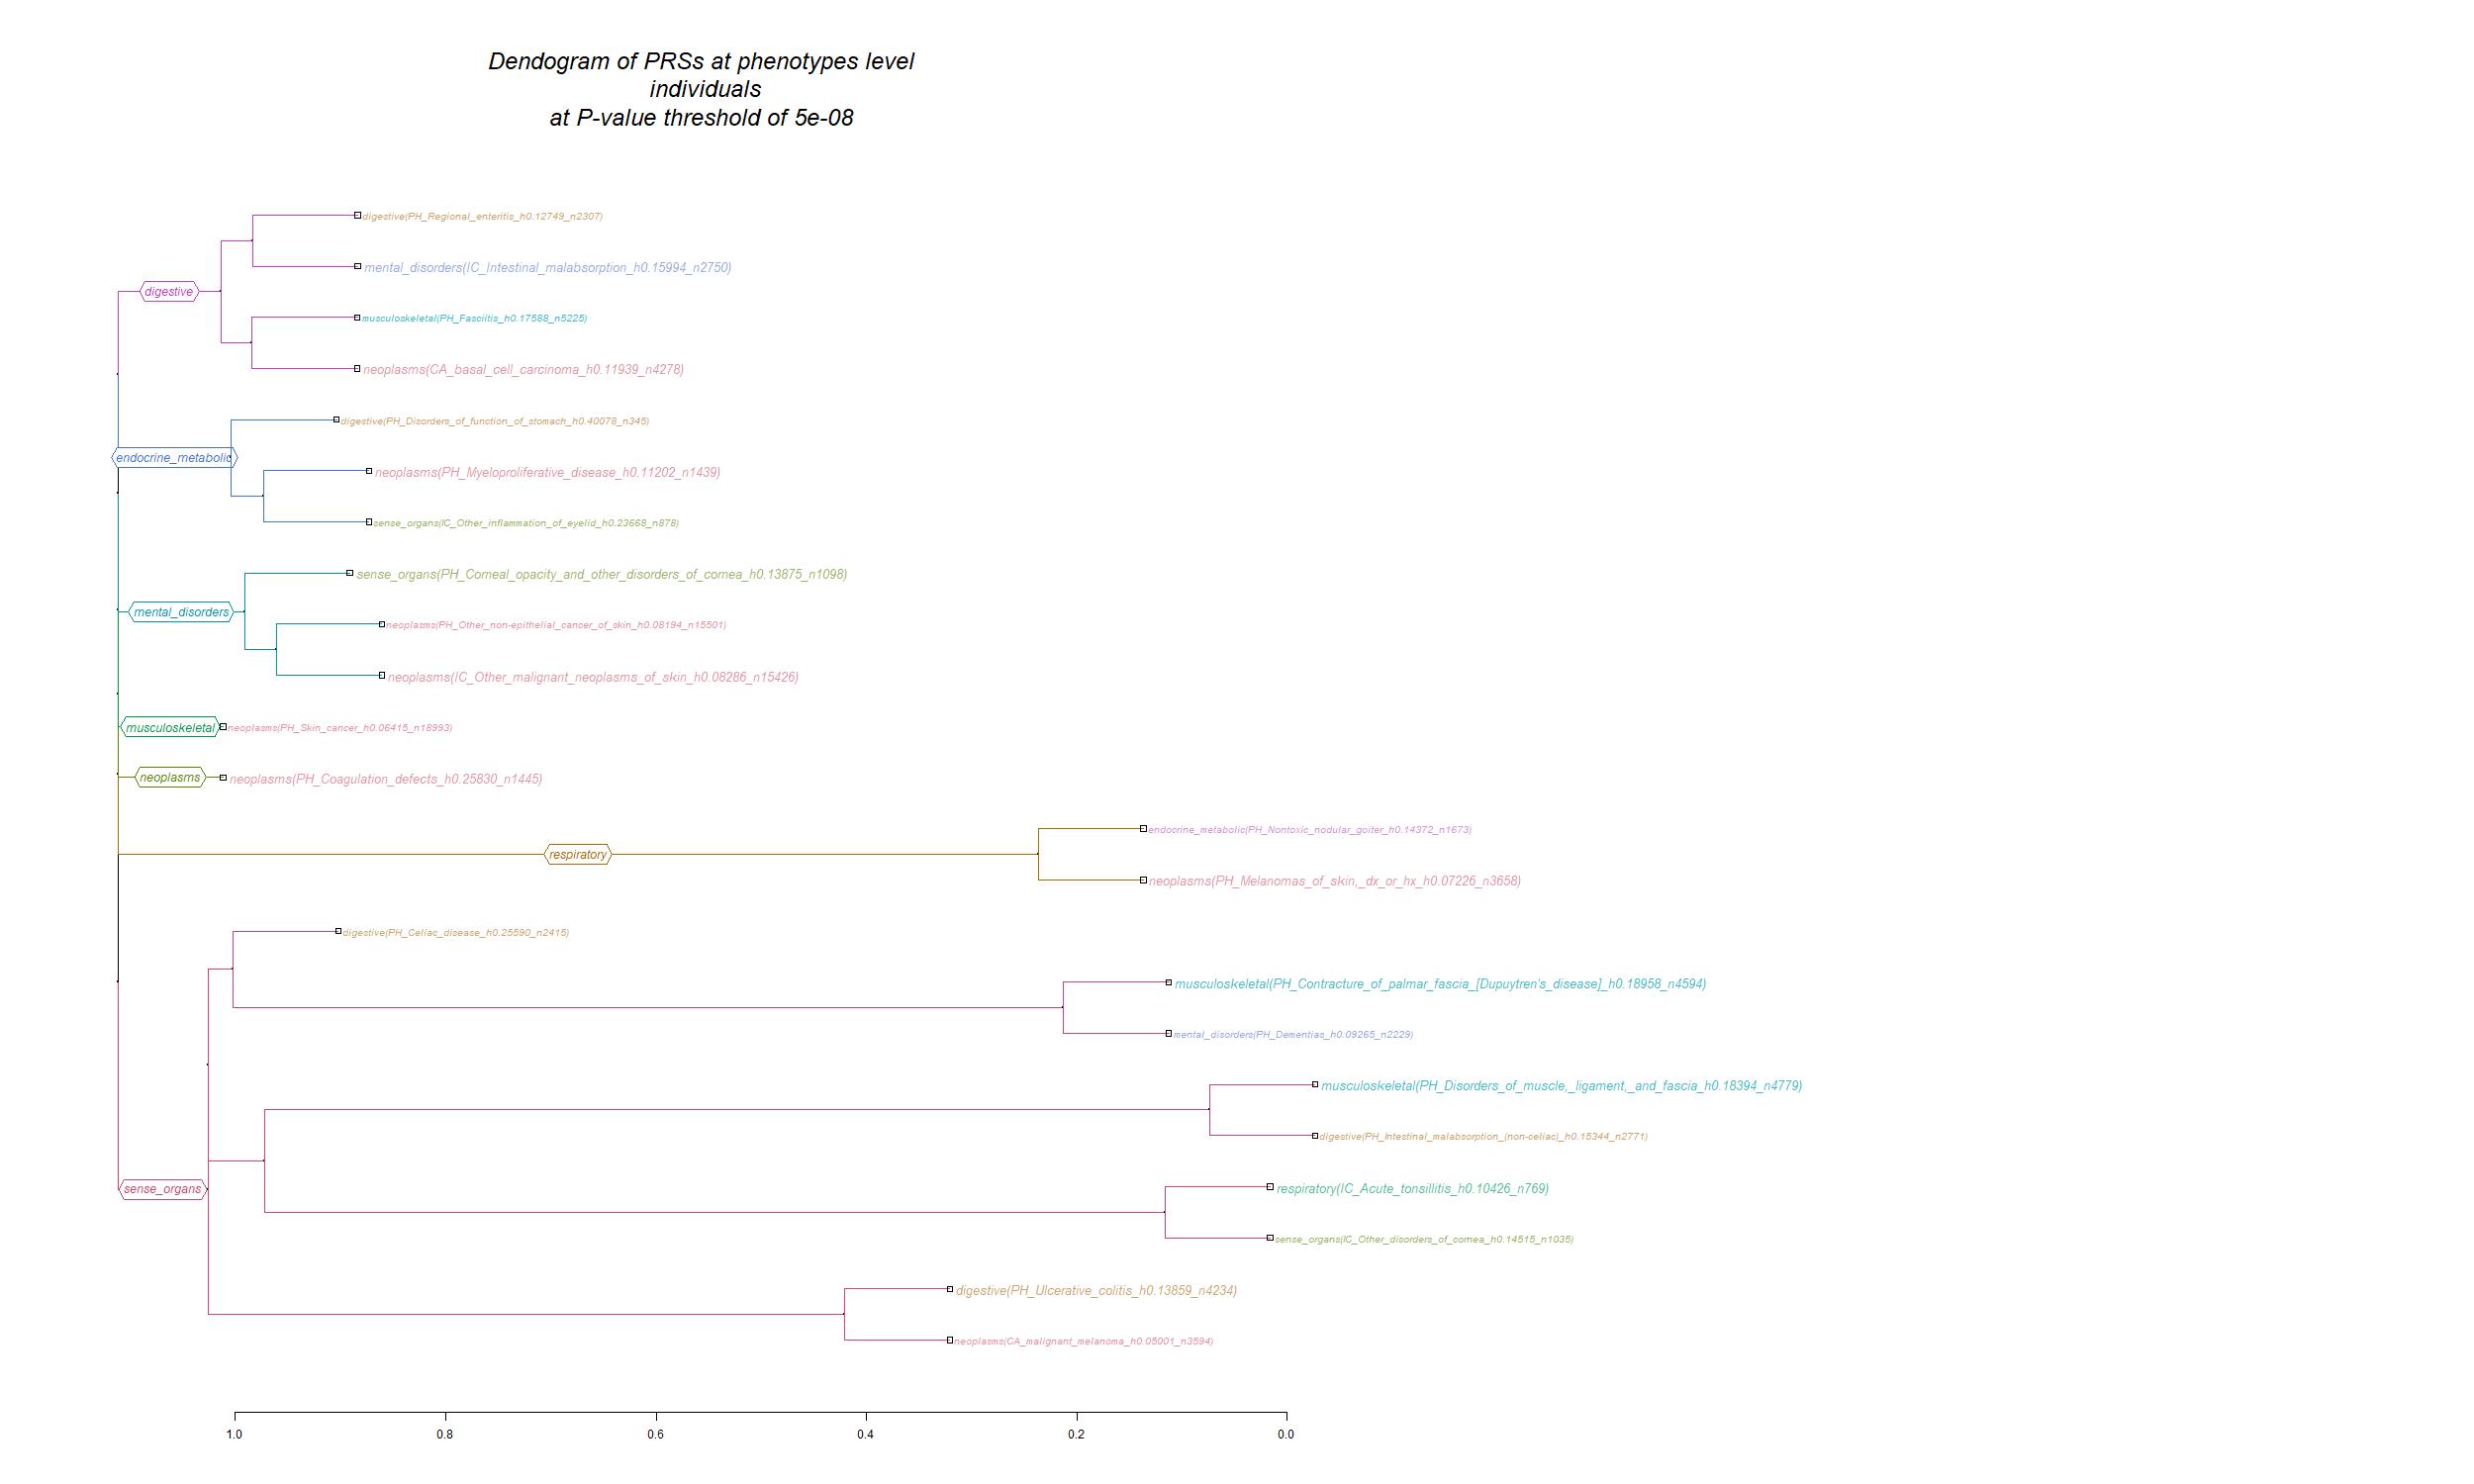 Dendogram of PRSs at phenotypes level
individuals
at P-value threshold of 5e-08
digestive(PH_Regional_enteritis_h0.12749_n2307)
mental_disorders(IC_Intestinal_malabsorption_h0.15994_n2750)
digestive
musculoskeletal(PH_Fasciitis_h0.17588_n5225)
neoplasms(CA_basal_cell_carcinoma_h0.11939_n4278)
digestive(PH_Disorders_of_function_of_stomach_h0.40078_n345)
endocrine_metabolic
neoplasms(PH_Myeloproliferative_disease_h0.11202_n1439)
sense_organs(IC_Other_inflammation_of_eyelid_h0.23668_n878)
sense_organs(PH_Corneal_opacity_and_other_disorders_of_cornea_h0.13875_n1098)
mental_disorders
neoplasms(PH_Other_non-epithelial_cancer_of_skin_h0.08194_n15501)
neoplasms(IC_Other_malignant_neoplasms_of_skin_h0.08286_n15426)
musculoskeletal neoplasms(PH_Skin_cancer_h0.06415_n18993)
neoplasms neoplasms(PH_Coagulation_defects_h0.25830_n1445)
endocrine_metabolic(PH_Nontoxic_nodular_goiter_h0.14372_n1673)
respiratory
neoplasms(PH_Melanomas_of_skin,_dx_or_hx_h0.07226_n3658)
digestive(PH_Celiac_disease_h0.25590_n2415)
musculoskeletal(PH_Contracture_of_palmar_fascia_[Dupuytren's_disease]_h0.18958_n4594)
mental_disorders(PH_Dementias_h0.09265_n2229)
musculoskeletal(PH_Disorders_of_muscle,_ligament,_and_fascia_h0.18394_n4779)
digestive(PH_Intestinal_malabsorption_(non-celiac)_h0.15344_n2771)
sense_organs respiratory(IC_Acute_tonsillitis_h0.10426_n769)
sense_organs(IC_Other_disorders_of_cornea_h0.14515_n1035)
digestive(PH_Ulcerative_colitis_h0.13859_n4234)
neoplasms(CA_malignant_melanoma_h0.05001_n3594)
1.0 0.8 0.6 0.4 0.2 0.0